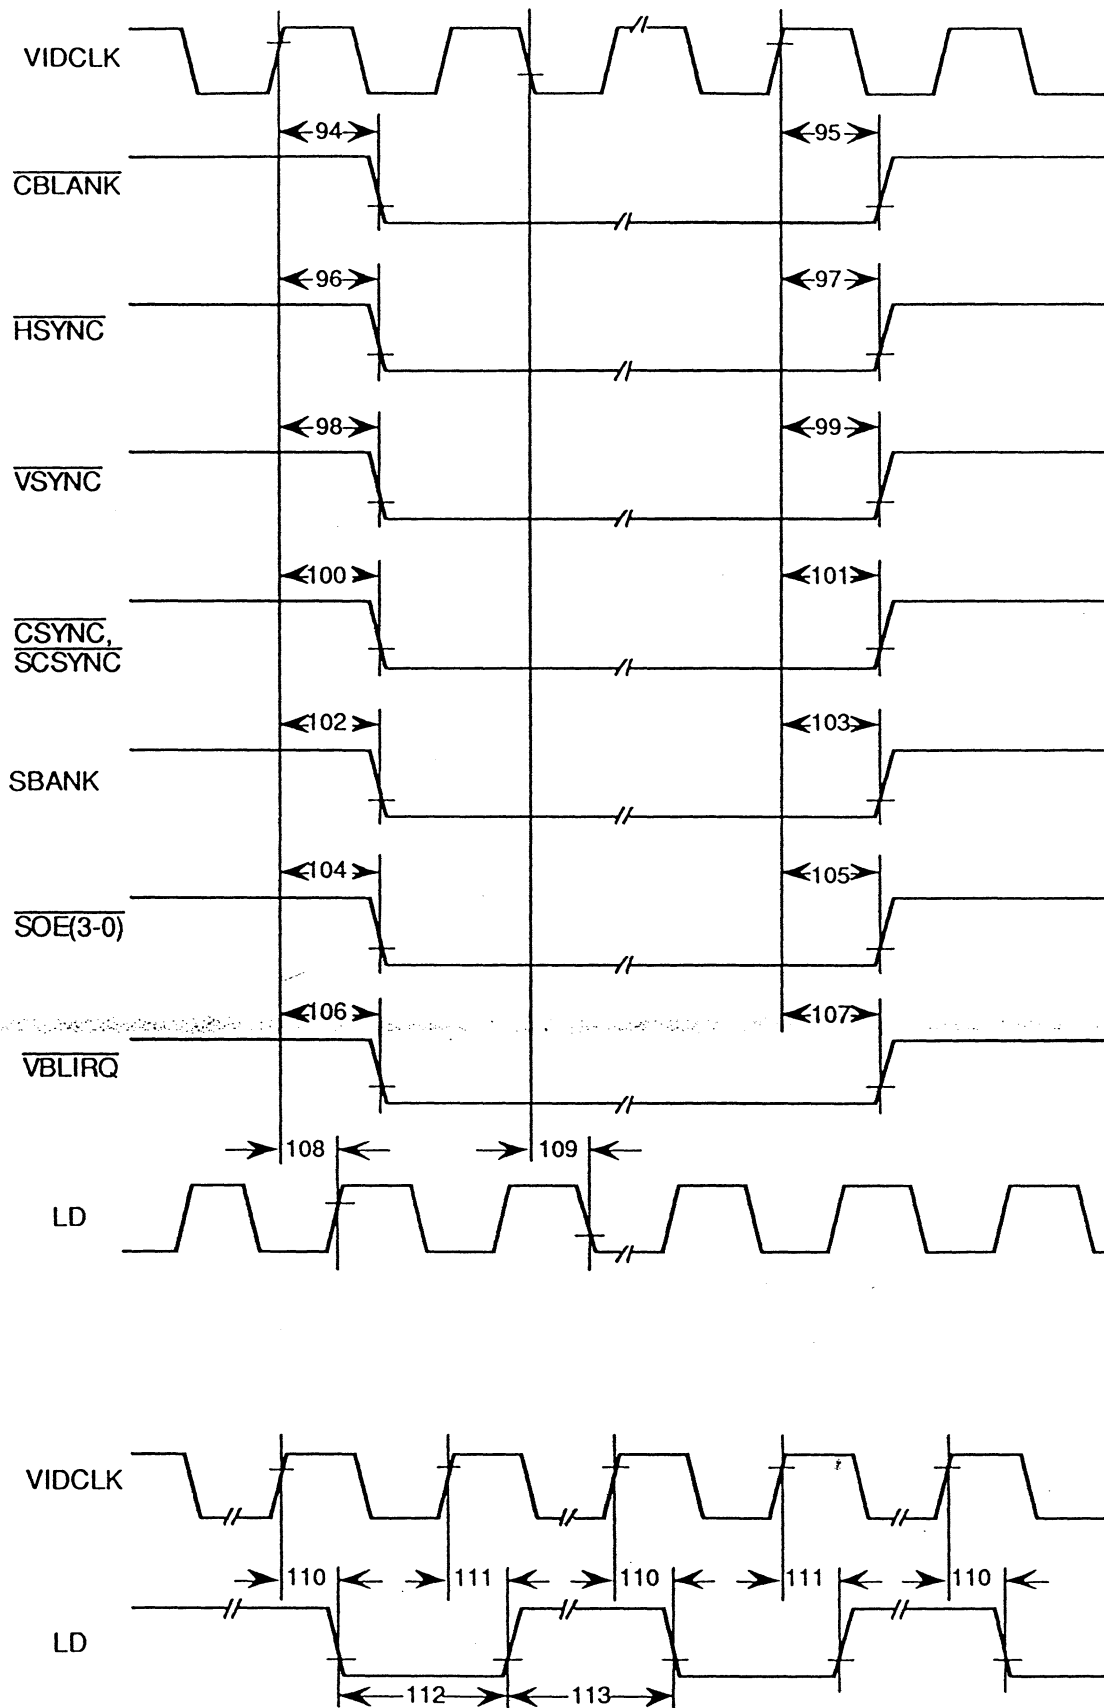 VIDCLK
94
95
CBLANK
96
97
HSYNC
98
99
VSYNC
100
101
CSYNC,
SCSYNC
102
103
SBANK
104
105
SOE(3-0)
106
107
VBLIRQ
108
109
LD
VIDCLK
110
111
110
111
110
LD
112
113